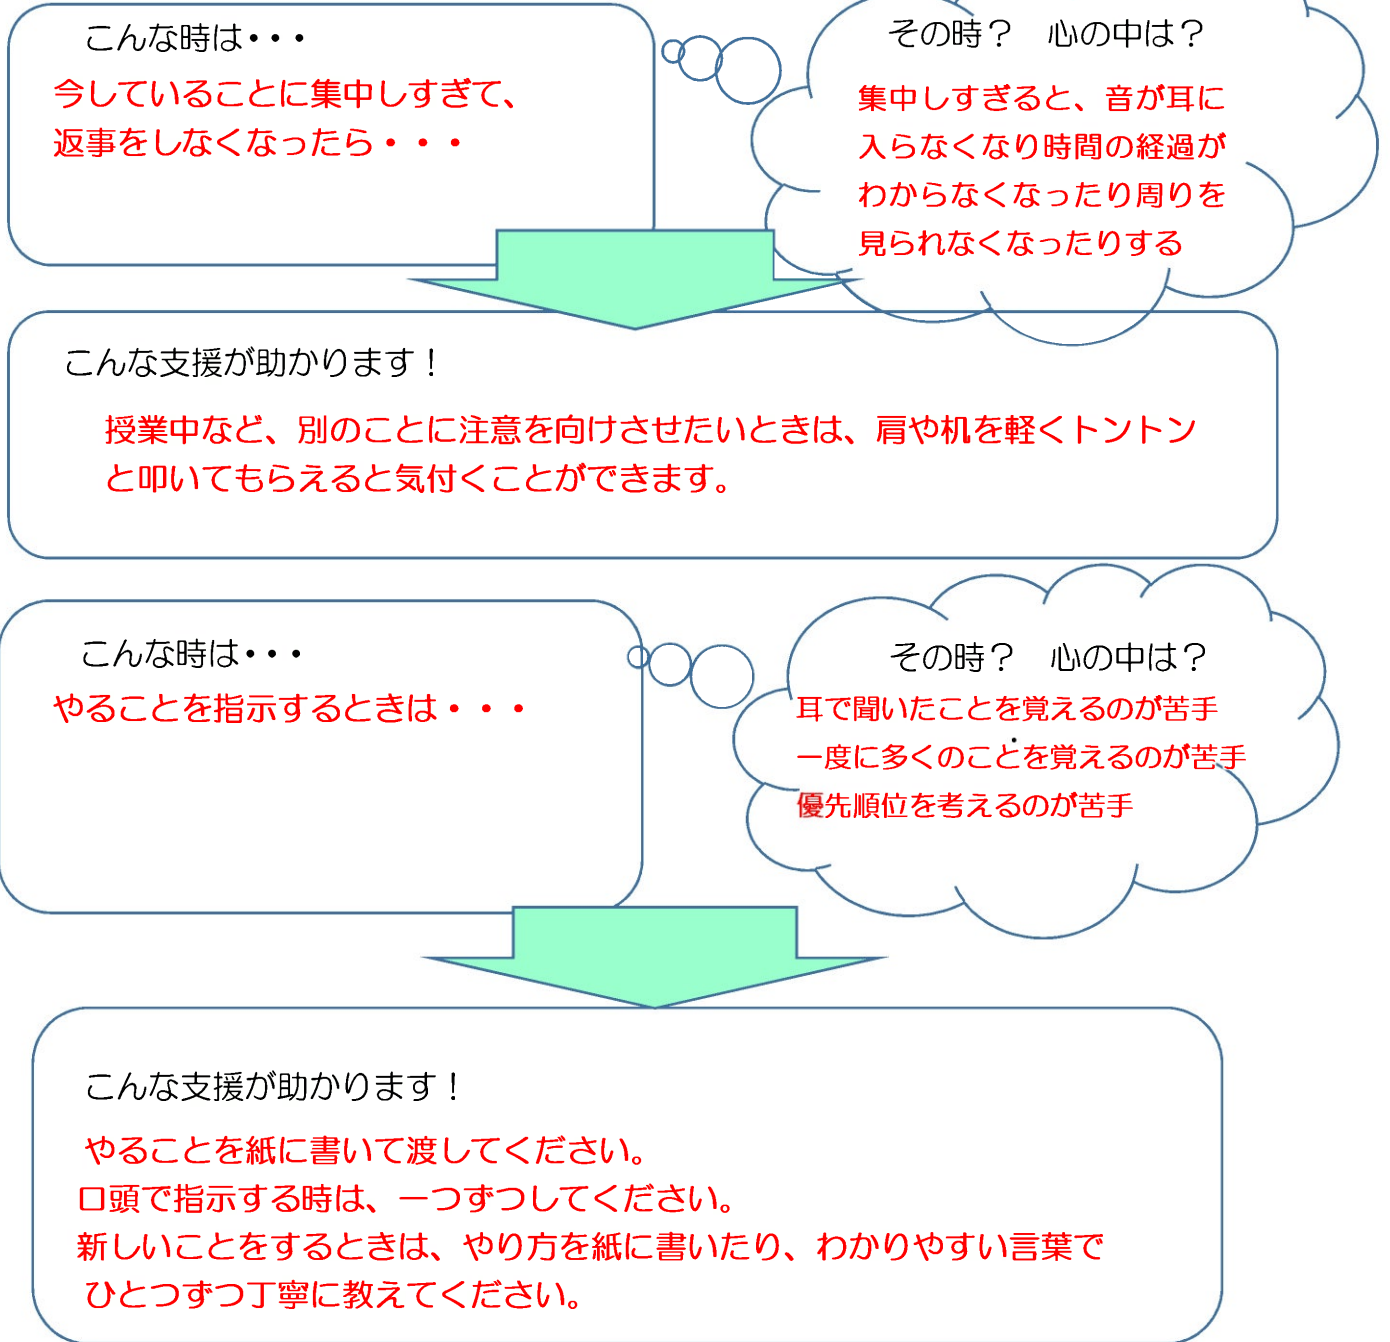 こんな時は・・・
今していることに集中しすぎて、
返事をしなくなったら・・・
その時？　心の中は？
集中しすぎると、音が耳に
入らなくなり時間の経過が
わからなくなったり周りを
見られなくなったりする
こんな支援が助かります！
授業中など、別のことに注意を向けさせたいときは、肩や机を軽くトントン
と叩いてもらえると気付くことができます。
こんな時は・・・
やることを指示するときは・・・
その時？　心の中は？
耳で聞いたことを覚えるのが苦手
一度に多くのことを覚えるのが苦手
優先順位を考えるのが苦手
こんな支援が助かります！
やることを紙に書いて渡してください。
口頭で指示する時は、一つずつしてください。
新しいことをするときは、やり方を紙に書いたり、わかりやすい言葉で
ひとつずつ丁寧に教えてください。